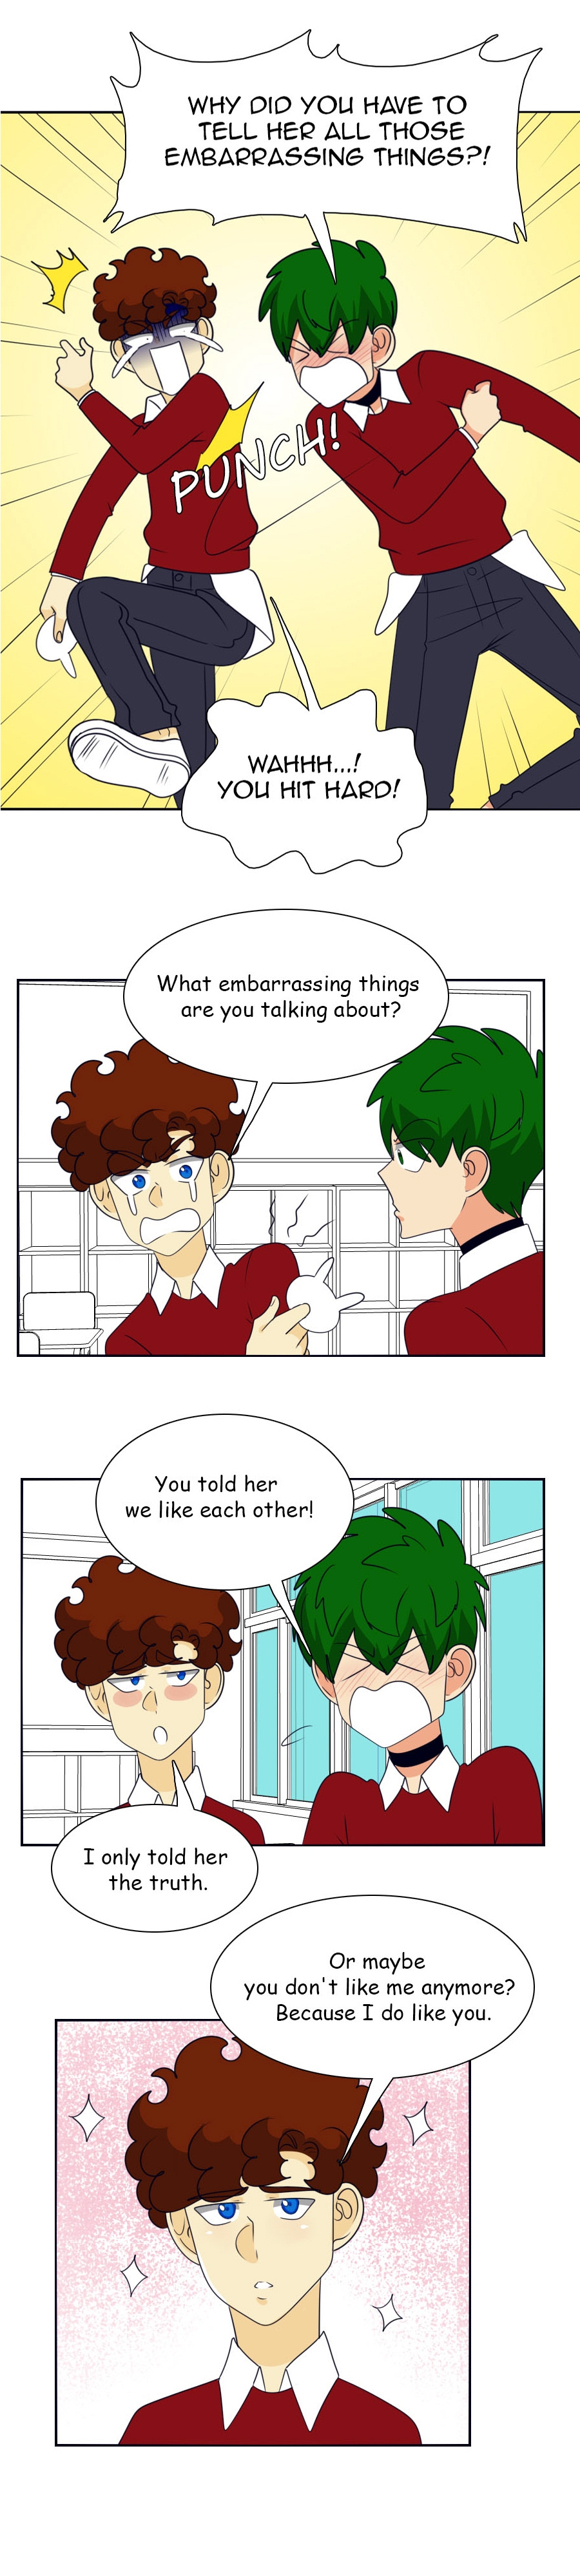 WHY DID YOU HAVE TO
TELL HER ALL THOSE
EMBARRASSING THINGS?!
PUNCH!
WAHHH...!
YOU HIT HARD!
What embarrassing things
are you talking about?
You told her
we like each other!
I only told her
the truth.
Or maybe
you don't like me anymore?
Because I do like you.